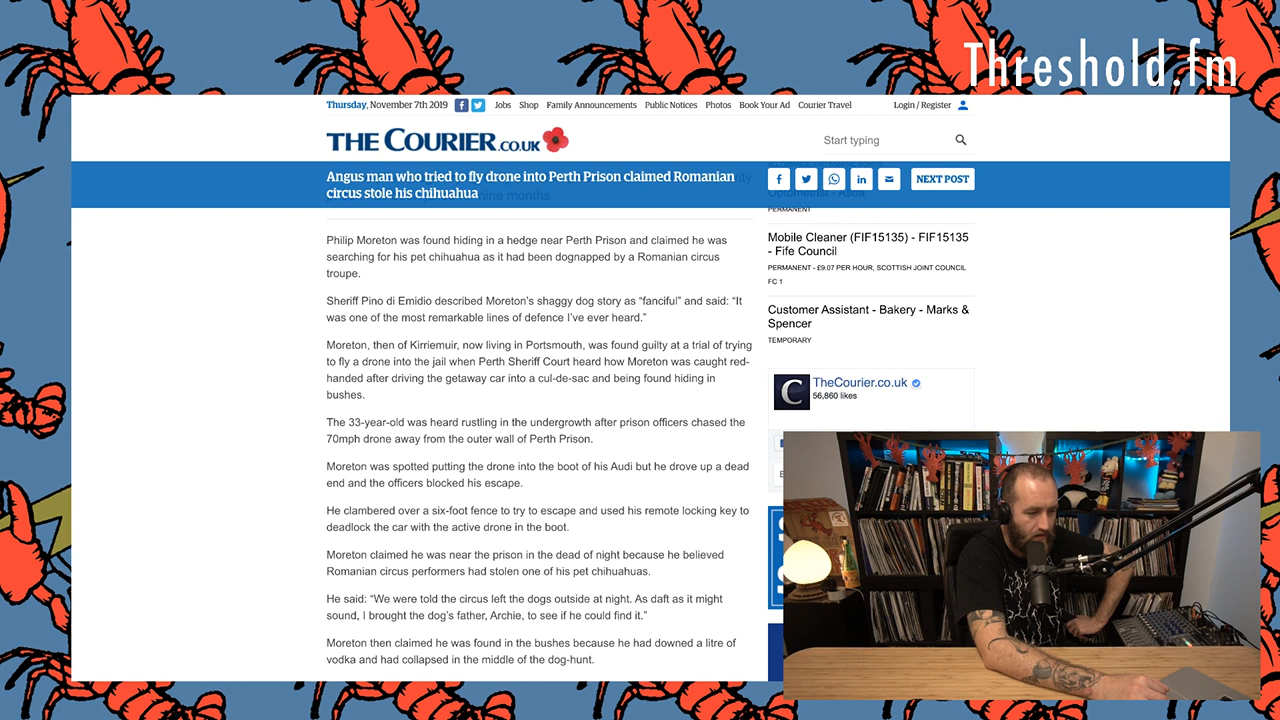 Threshold.fm
Thursday, November 7th 2019
Jobs Shop Family Announcements Public Notices Photos Book Your Ad Courier Travel
Login / Register
THE COURIER.CO.UK
Start typing
Angus man who tried to fly drone into Perth Prison claimed Romanian
circus stole his chihuahua
NEXT POST
nine months.
Philip Moreton was found hiding in a hedge near Perth Prison and claimed he was
searching for his pet chihuahua as it had been dognapped by a Romanian circus
troupe.
Sheriff Pino di Emidio described Moreton's shaggy dog story as “fanciful” and said: “It
was one of the most remarkable lines of defence I've ever heard.”
Moreton, then of Kirriemuir, now living in Portsmouth, was found guilty at a trial of trying
to fly a drone into the jail when Perth Sheriff Court heard how Moreton was caught red-
handed after driving the getaway car into a cul-de-sac and being found hiding in
bushes.
The 33-year-old was heard rustling in the undergrowth after prison officers chased the
70mph drone away from the outer wall of Perth Prison.
Moreton was spotted putting the drone into the boot of his Audi but he drove up a dead
end and the officers blocked his escape.
He clambered over a six-foot fence to try to escape and used his remote locking key to
deadlock the car with the active drone in the boot.
Moreton claimed he was near the prison in the dead of night because he believed
Romanian circus performers had stolen one of his pet chihuahuas.
He said: “We were told the circus left the dogs outside at night. As daft as it might
sound, I brought the dog's father, Archie, to see if he could find it.”
Moreton then claimed he was found in the bushes because he had downed a litre of
vodka and had collapsed in the middle of the dog-hunt.
PERMANENT
Mobile Cleaner (FIF15135) - FIF15135
- Fife Council
PERMANENT - £9.07 PER HOUR, SCOTTISH JOINT COUNCIL
FC 1
Customer Assistant - Bakery - Marks &
Spencer
TEMPORARY
C
TheCourier.co.uk
56,860 likes